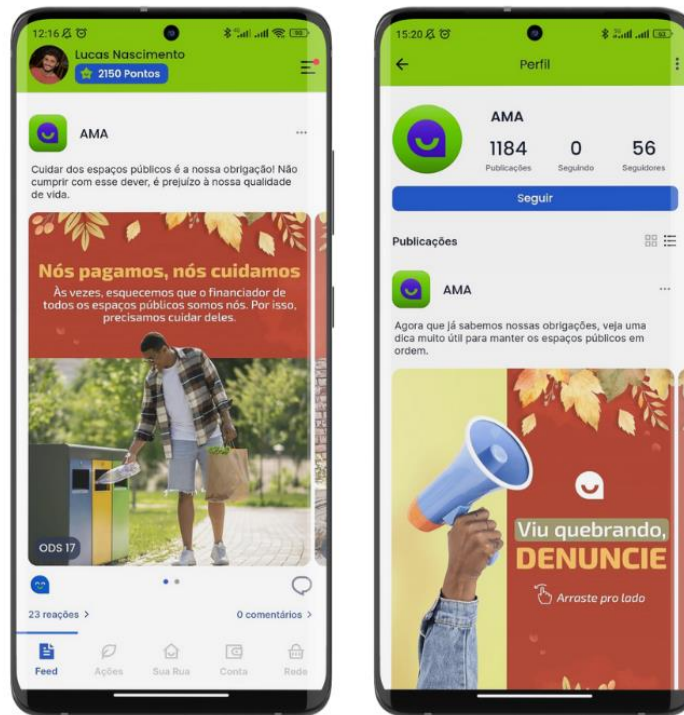 12:16
Lucas Nascimento
2150 Pontos
AMA
Cuidar dos espaços públicos é a nossa obrigação! Não
cumprir com esse dever, é prejuízo à nossa qualidade
de vida.
Nós pagamos, nós cuidamos
Às vezes, esquecemos que o financiador de
todos os espaços públicos somos nós. Por isso,
precisamos cuidar deles.
ODS 17
23 reações >
0 comentários >
Feed
Ações
Sua Rua
Conta
Rede
15:20
Perfil
AMA
1184
0
56
Publicações
Seguindo
Seguidores
Seguir
Publicações
AMA
Agora que já sabemos nossas obrigações, veja uma
dica muito útil para manter os espaços públicos em
ordem.
Viu quebrando,
DENUNCIE
Arraste pro lado